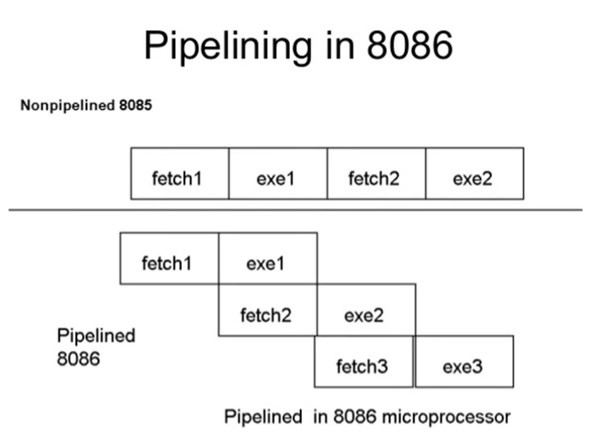 Pipelining in 8086
Nonpipelined 8085
fetch1 exe1 fetch2 exe2
fetch1 exe1
fetch2 exe2
Pipelined
8086
fetch3 exe3
Pipelined in 8086 microprocessor